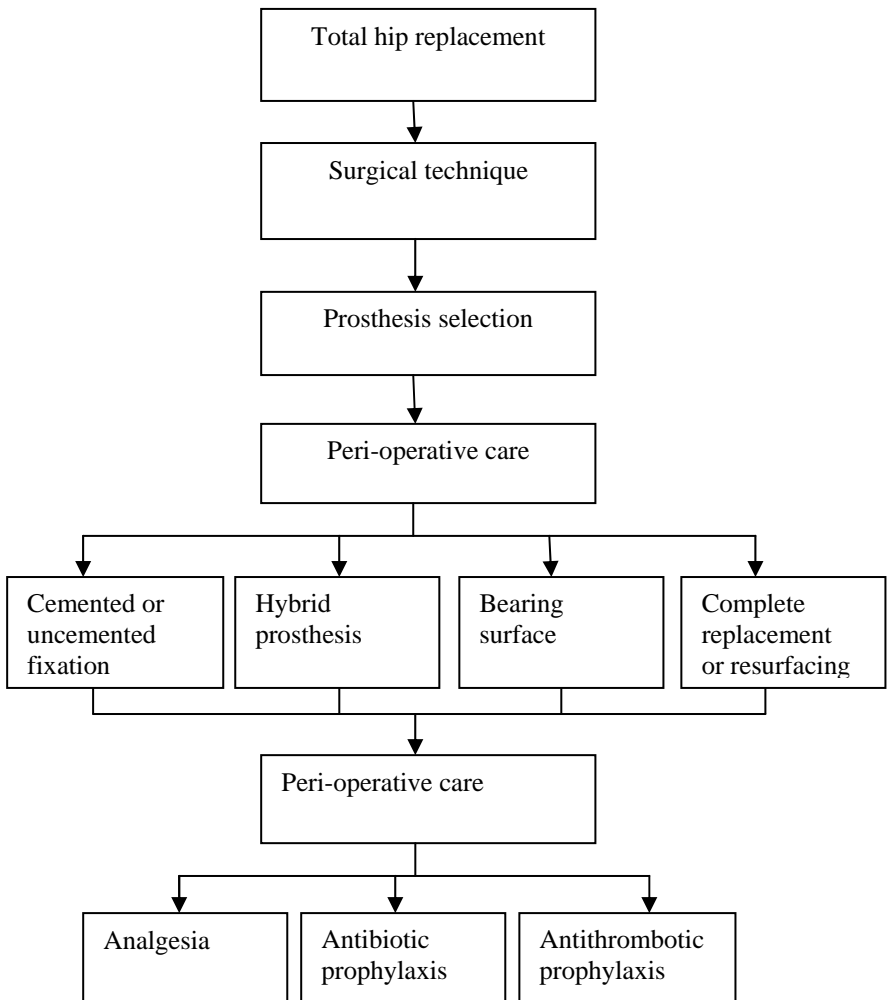 Total hip replacement
Surgical technique
Prosthesis selection
Peri-operative care
Cemented or
uncemented
fixation
Hybrid
prosthesis
Bearing
surface
Complete
replacement
or resurfacing
Peri-operative care
Analgesia
Antibiotic
prophylaxis
Antithrombotic
prophylaxis